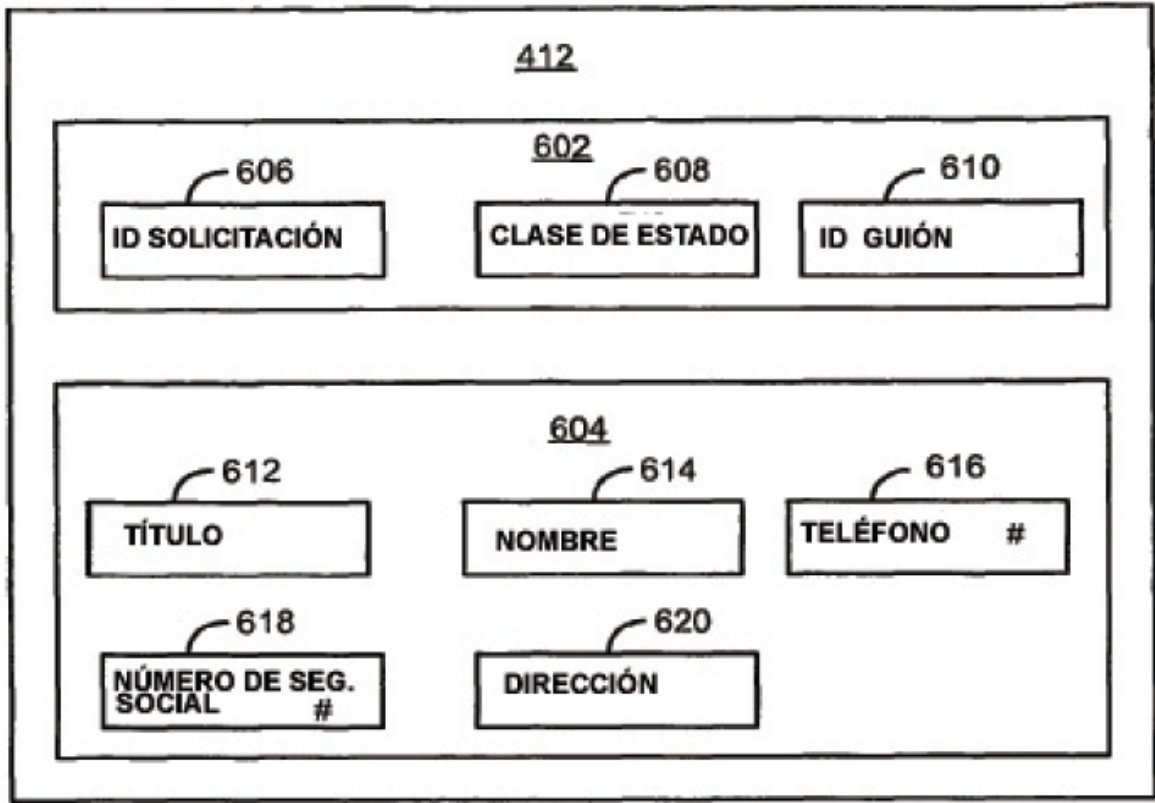 412
602
606
608
610
ID SOLICITACIÓN
CLASE DE ESTADO
ID GUIÓN
604
612
614
616
TÍTULO
NOMBRE
TELÉFONO #
618
620
NÚMERO DE SEG.
SOCIAL #
DIRECCIÓN